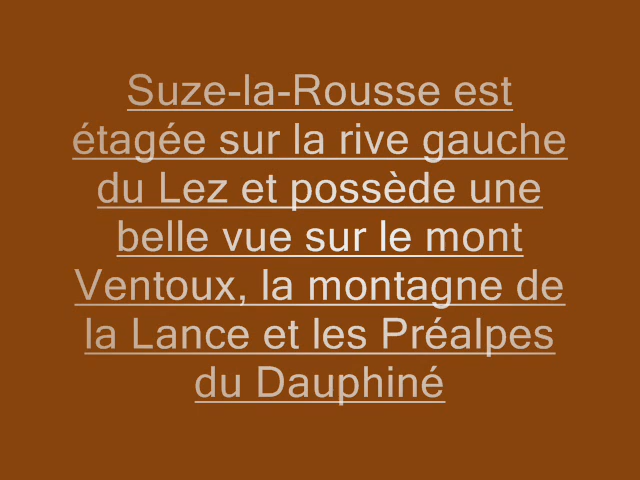 Suze-la-Rousse est
étagée sur la rive gauche
du Lez et possède une
belle vue sur le mont
Ventoux, la montagne de
la Lance et les Préalpes
du Dauphiné